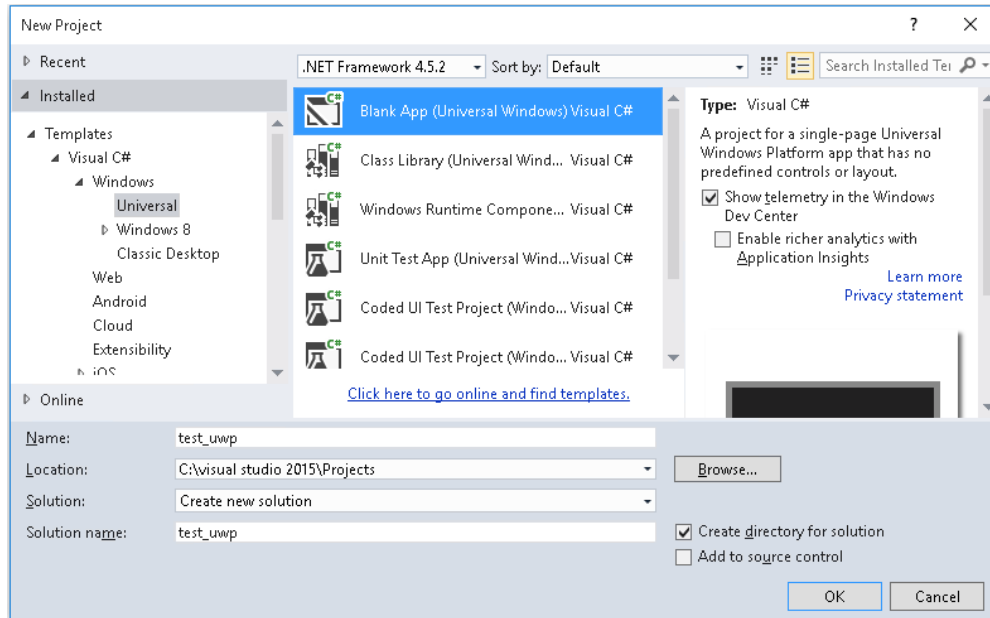 New Project
?
Recent
.NET Framework 4.5.2
Sort by: Default
Search Installed Te
Installed
Templates
Visual C#
Windows
Universal
Windows 8
Classic Desktop
Web
Android
Cloud
Extensibility
iOS
Online
C#
Blank App (Universal Windows) Visual C#
C#
Class Library (Universal Wind... Visual C#
C#
Windows Runtime Compone... Visual C#
C#
Unit Test App (Universal Wind... Visual C#
C#
Coded UI Test Project (Windo... Visual C#
C#
Coded UI Test Project (Windo... Visual C#
Click here to go online and find templates.
Type: Visual C#
A project for a single-page Universal
Windows Platform app that has no
predefined controls or layout.
Show telemetry in the Windows
Dev Center
Enable richer analytics with
Application Insights
Learn more
Privacy statement
Name: test_uwp
Location: C:\visual studio 2015\Projects
Browse...
Solution: Create new solution
Solution name: test_uwp
Create directory for solution
Add to source control
OK
Cancel